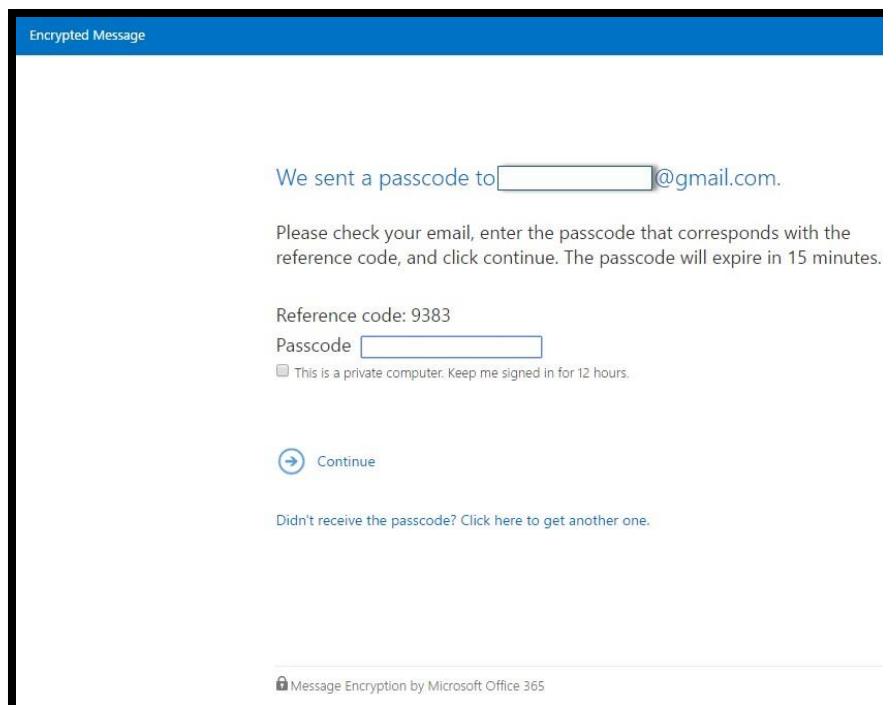 Encrypted Message
We sent a passcode to @gmail.com.
Please check your email, enter the passcode that corresponds with the
reference code, and click continue. The passcode will expire in 15 minutes.
Reference code: 9383
Passcode
This is a private computer. Keep me signed in for 12 hours.
Continue
Didn't receive the passcode? Click here to get another one.
Message Encryption by Microsoft Office 365